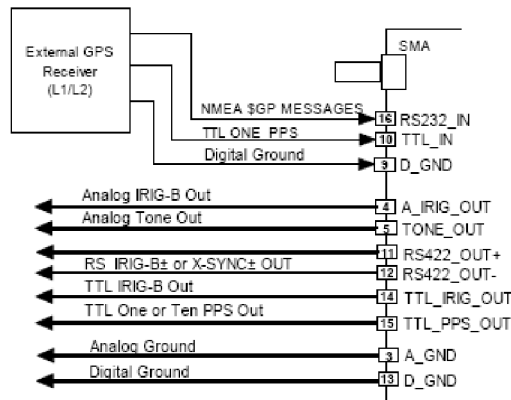 External GPS
Receiver
(L1/L2)
SMA
NMEA $GP MESSAGES
16 RS232_IN
TTL ONE PPS
10 TTL_IN
Digital Ground
9 D_GND
Analog IRIG-B Out
4 A_IRIG_OUT
Analog Tone Out
5 TONE_OUT
11 RS422_OUT+
RS IRIG-B± or X-SYNC± OUT
12 RS422_OUT-
TTL IRIG-B Out
14 TTL_IRIG_OUT
TTL One or Ten PPS Out
15 TTL_PPS_OUT
Analog Ground
3 A_GND
Digital Ground
13 D_GND